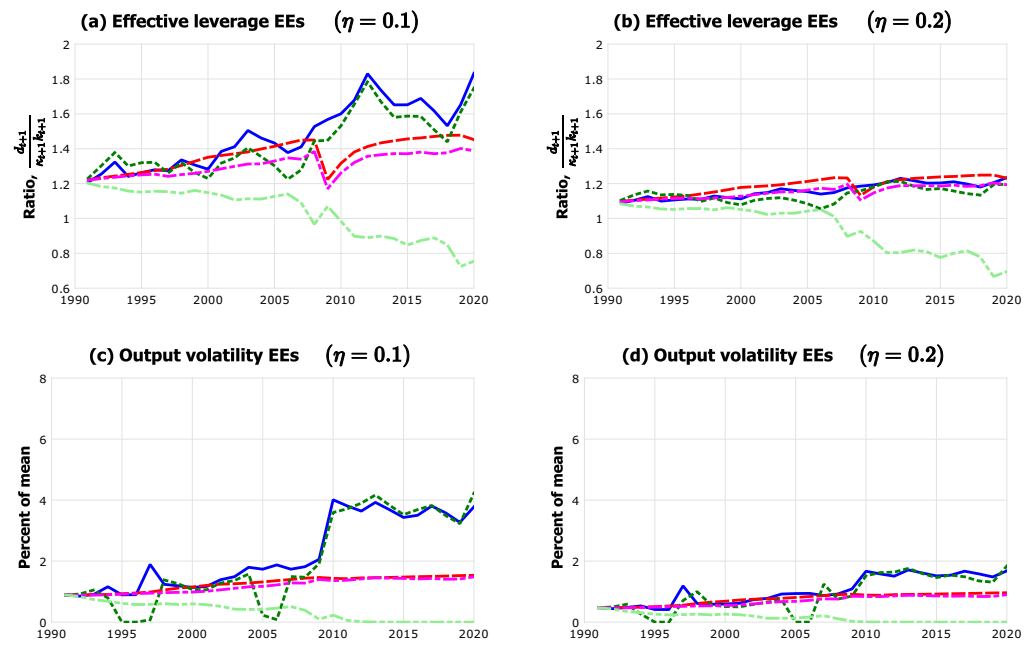 (a) Effective leverage EEs (η = 0.1)
Ratio, d_{t+1} / κ_{t+1} k_{t+1}
2
1.8
1.6
1.4
1.2
1
0.8
0.6
1990 1995 2000 2005 2010 2015 2020
(b) Effective leverage EEs (η = 0.2)
Ratio, d_{t+1} / κ_{t+1} k_{t+1}
2
1.8
1.6
1.4
1.2
1
0.8
0.6
1990 1995 2000 2005 2010 2015 2020
(c) Output volatility EEs (η = 0.1)
Percent of mean
8
6
4
2
0
1990 1995 2000 2005 2010 2015 2020
(d) Output volatility EEs (η = 0.2)
Percent of mean
8
6
4
2
0
1990 1995 2000 2005 2010 2015 2020